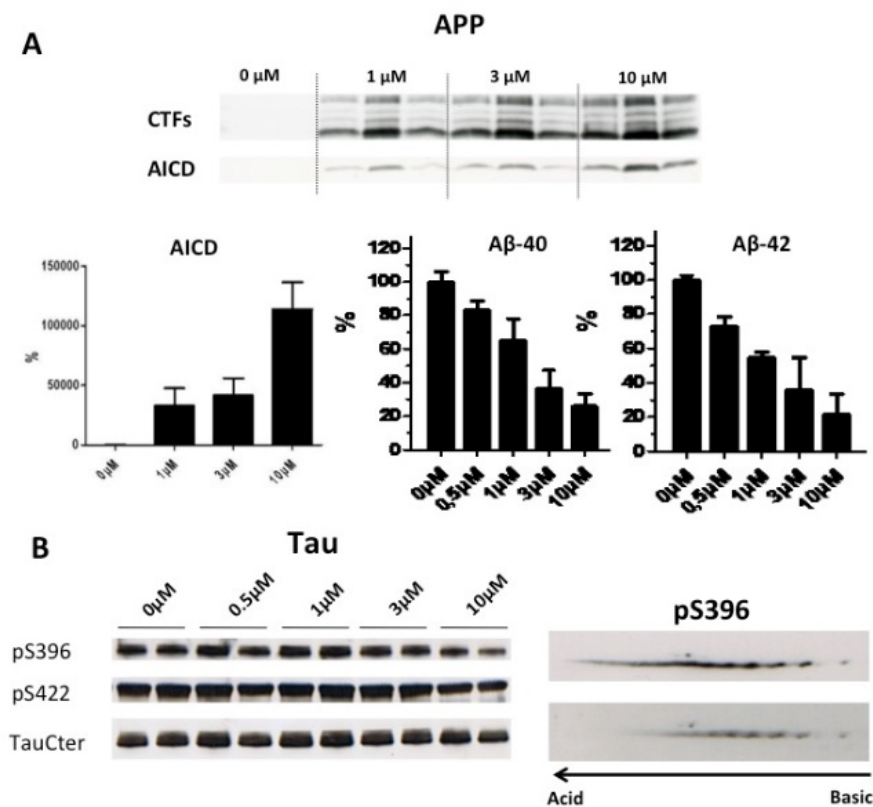 A
APP
0 µM 1 µM 3 µM 10 µM
CTFs
AICD
AICD
150000
100000
50000
0
%
0µM 1µM 3µM 10µM
Aβ-40
120
100
80
60
40
20
0
%
0µM 0,5µM 1µM 3µM 10µM
Aβ-42
120
100
80
60
40
20
0
%
0µM 0,5µM 1µM 3µM 10µM
B
Tau
0µM 0.5µM 1µM 3µM 10µM
pS396
pS422
TauCter
pS396
Acid Basic